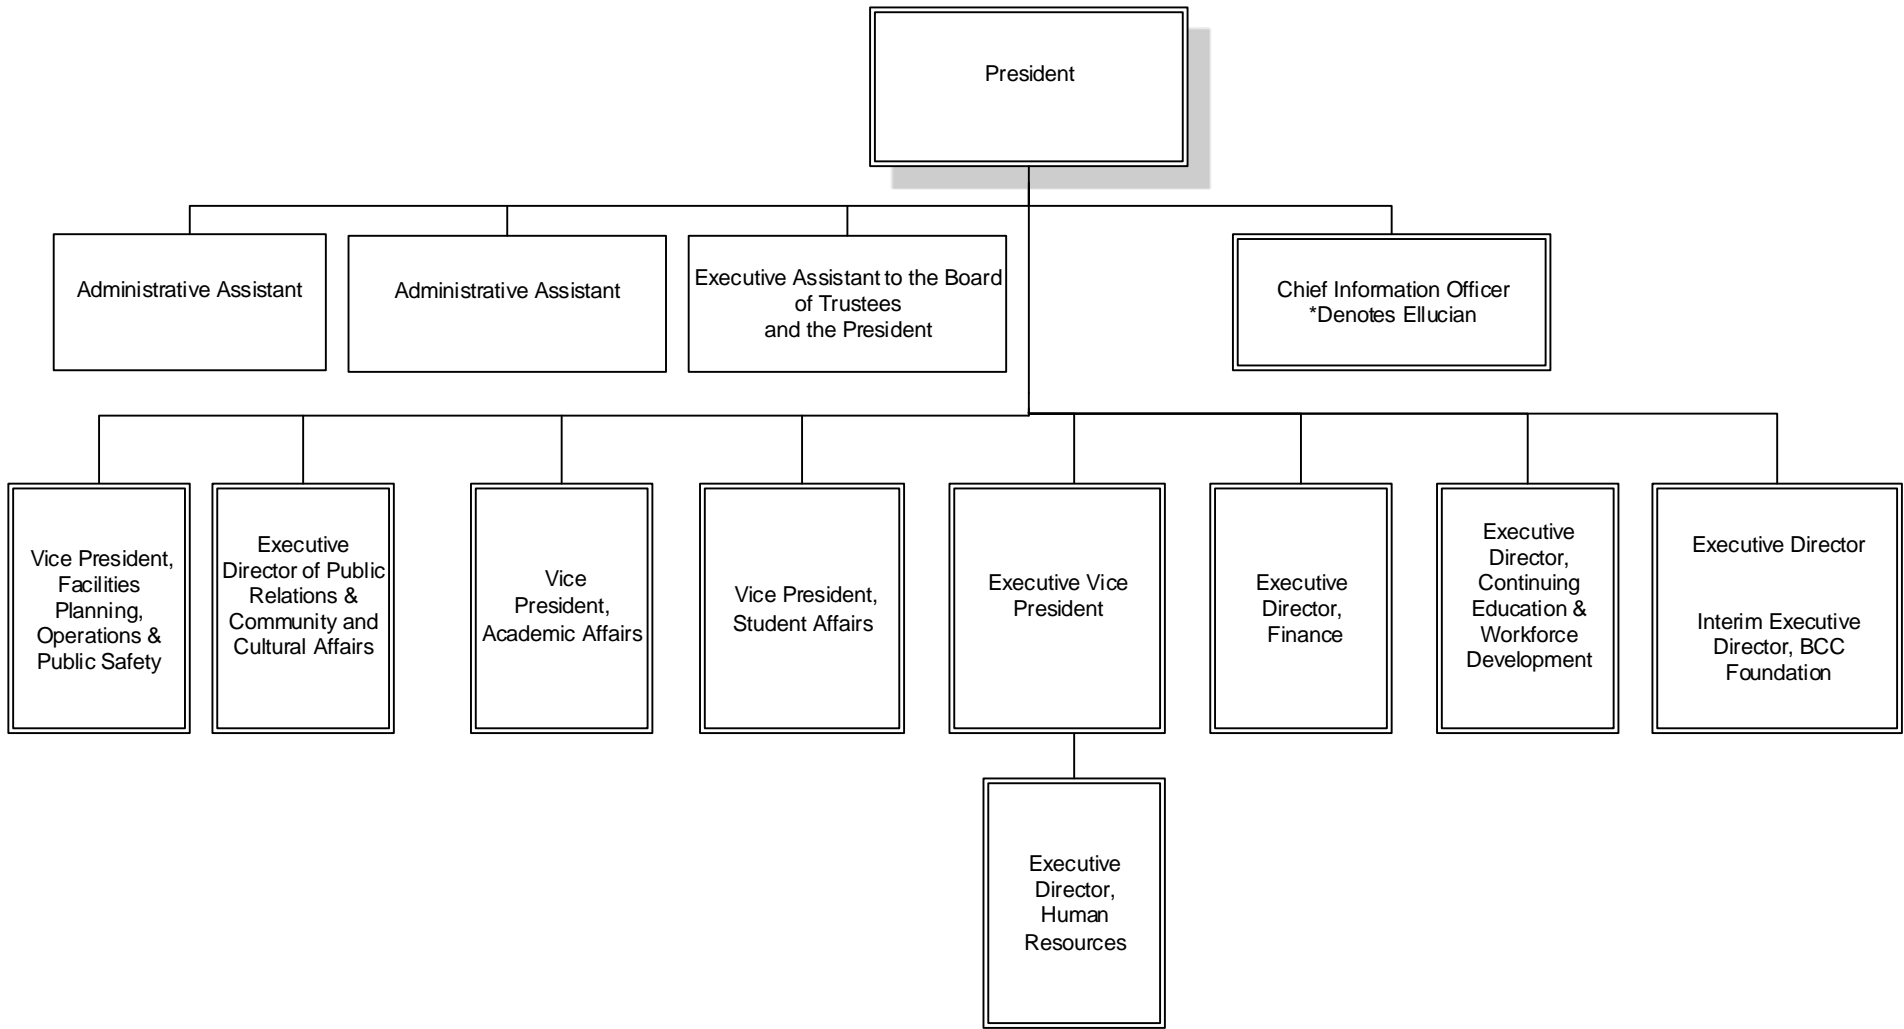 President
Administrative Assistant
Administrative Assistant
Executive Assistant to the Board
of Trustees
and the President
Chief Information Officer
*Denotes Ellucian
Vice President,
Facilities
Planning,
Operations &
Public Safety
Executive
Director of Public
Relations &
Community and
Cultural Affairs
Vice
President,
Academic Affairs
Vice President,
Student Affairs
Executive Vice
President
Executive
Director,
Finance
Executive
Director,
Continuing
Education &
Workforce
Development
Executive Director
Interim Executive
Director, BCC
Foundation
Executive
Director,
Human
Resources